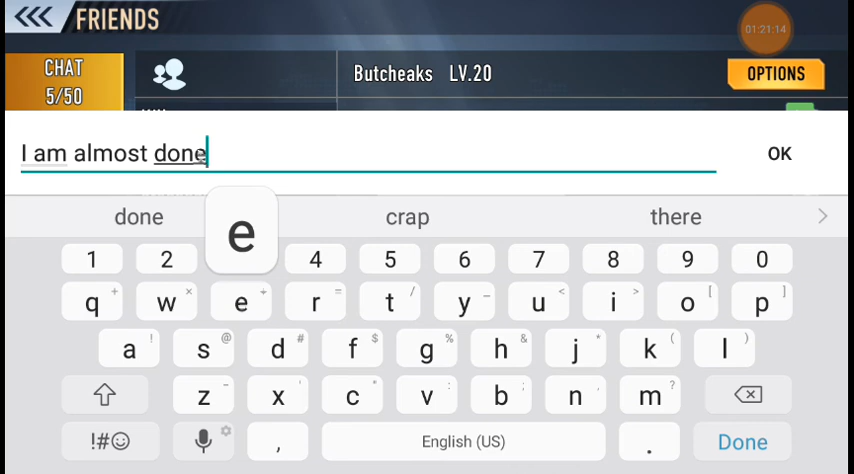 FRIENDS
01:21:14
CHAT
5/50
Butcheaks LV.20
OPTIONS
I am almost done
OK
done crap there
e
1 2 4 5 6 7 8 9 0
q + w × e ÷ r = t / y _ u < i > o [ p ]
a ! s @ d # f $ g % h & j * k ( l )
z - x ' c " v : b ; n , m ?
!#☺ , English (US) . Done